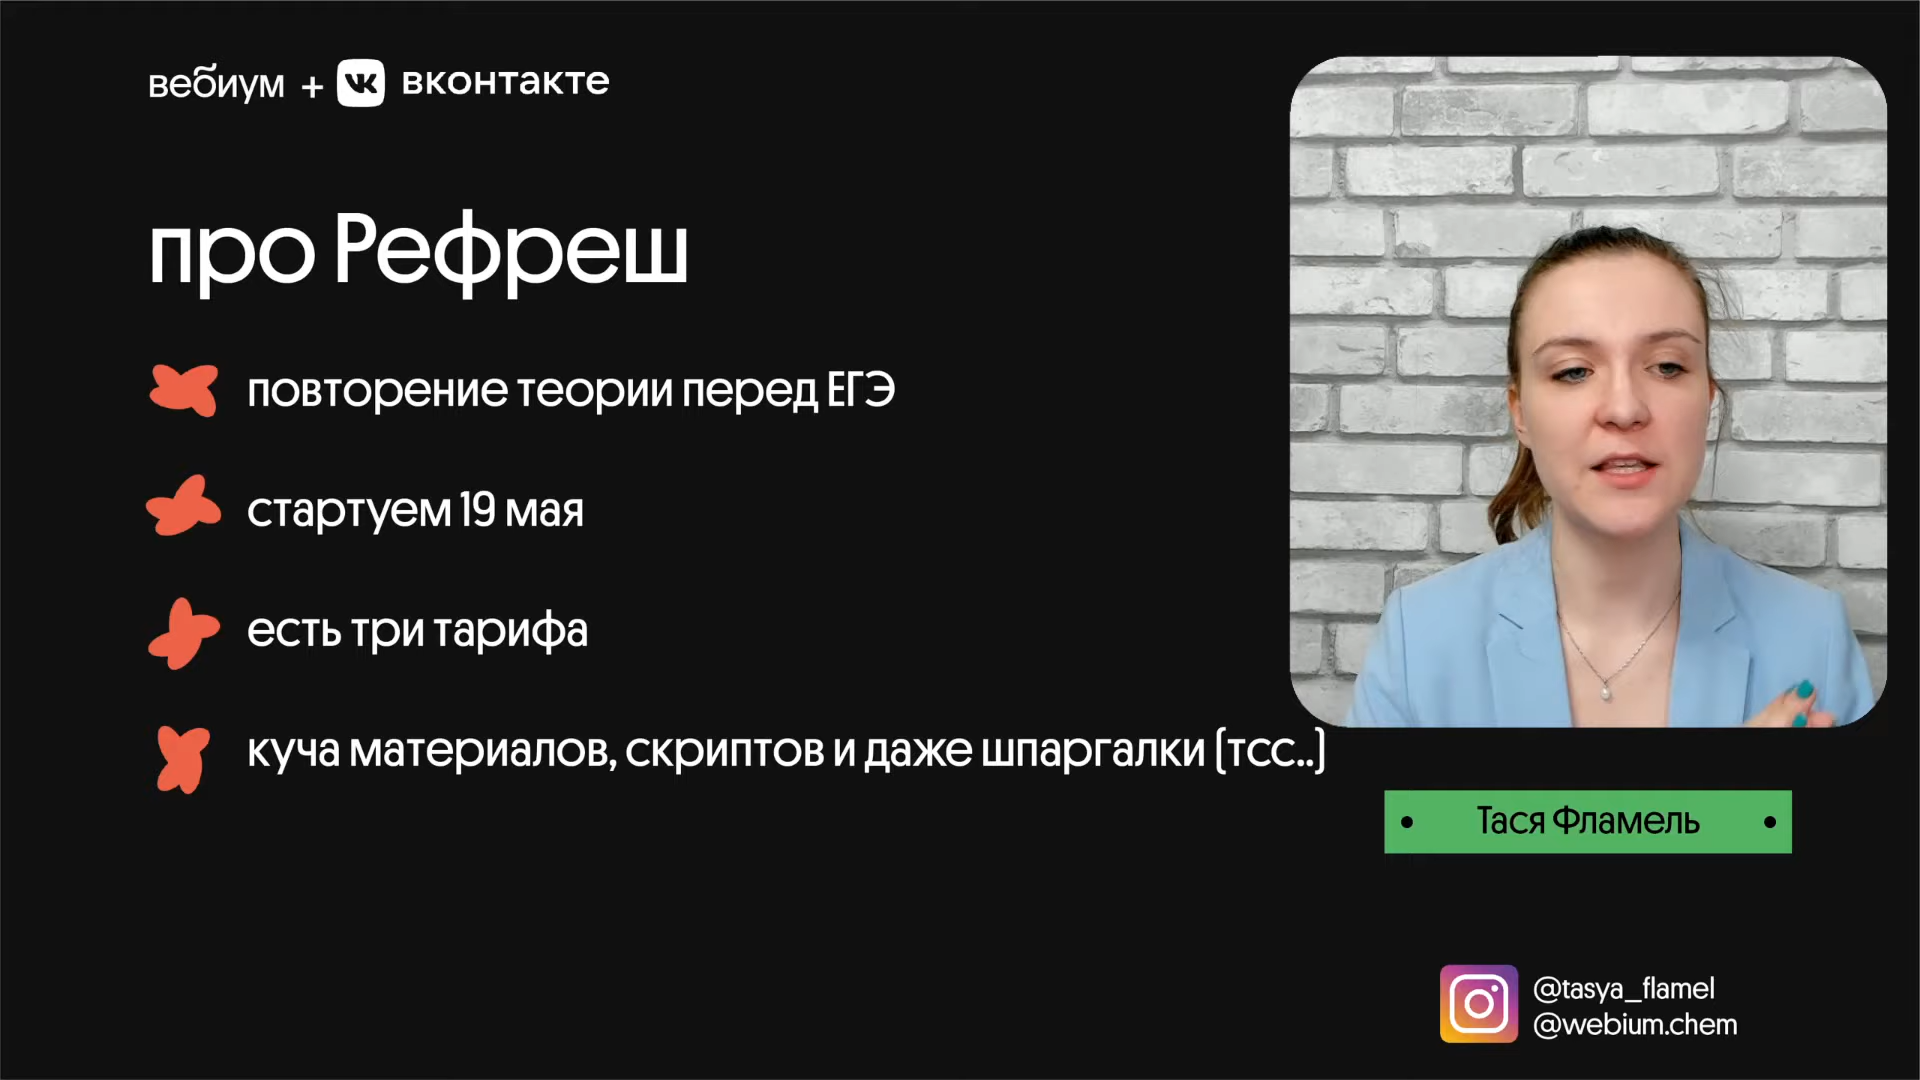 вебиум + вконтакте
про Рефреш
повторение теории перед ЕГЭ
стартуем 19 мая
есть три тарифа
куча материалов, скриптов и даже шпаргалки (тсс..)
• Тася Фламель •
@tasya_flamel
@webium.chem